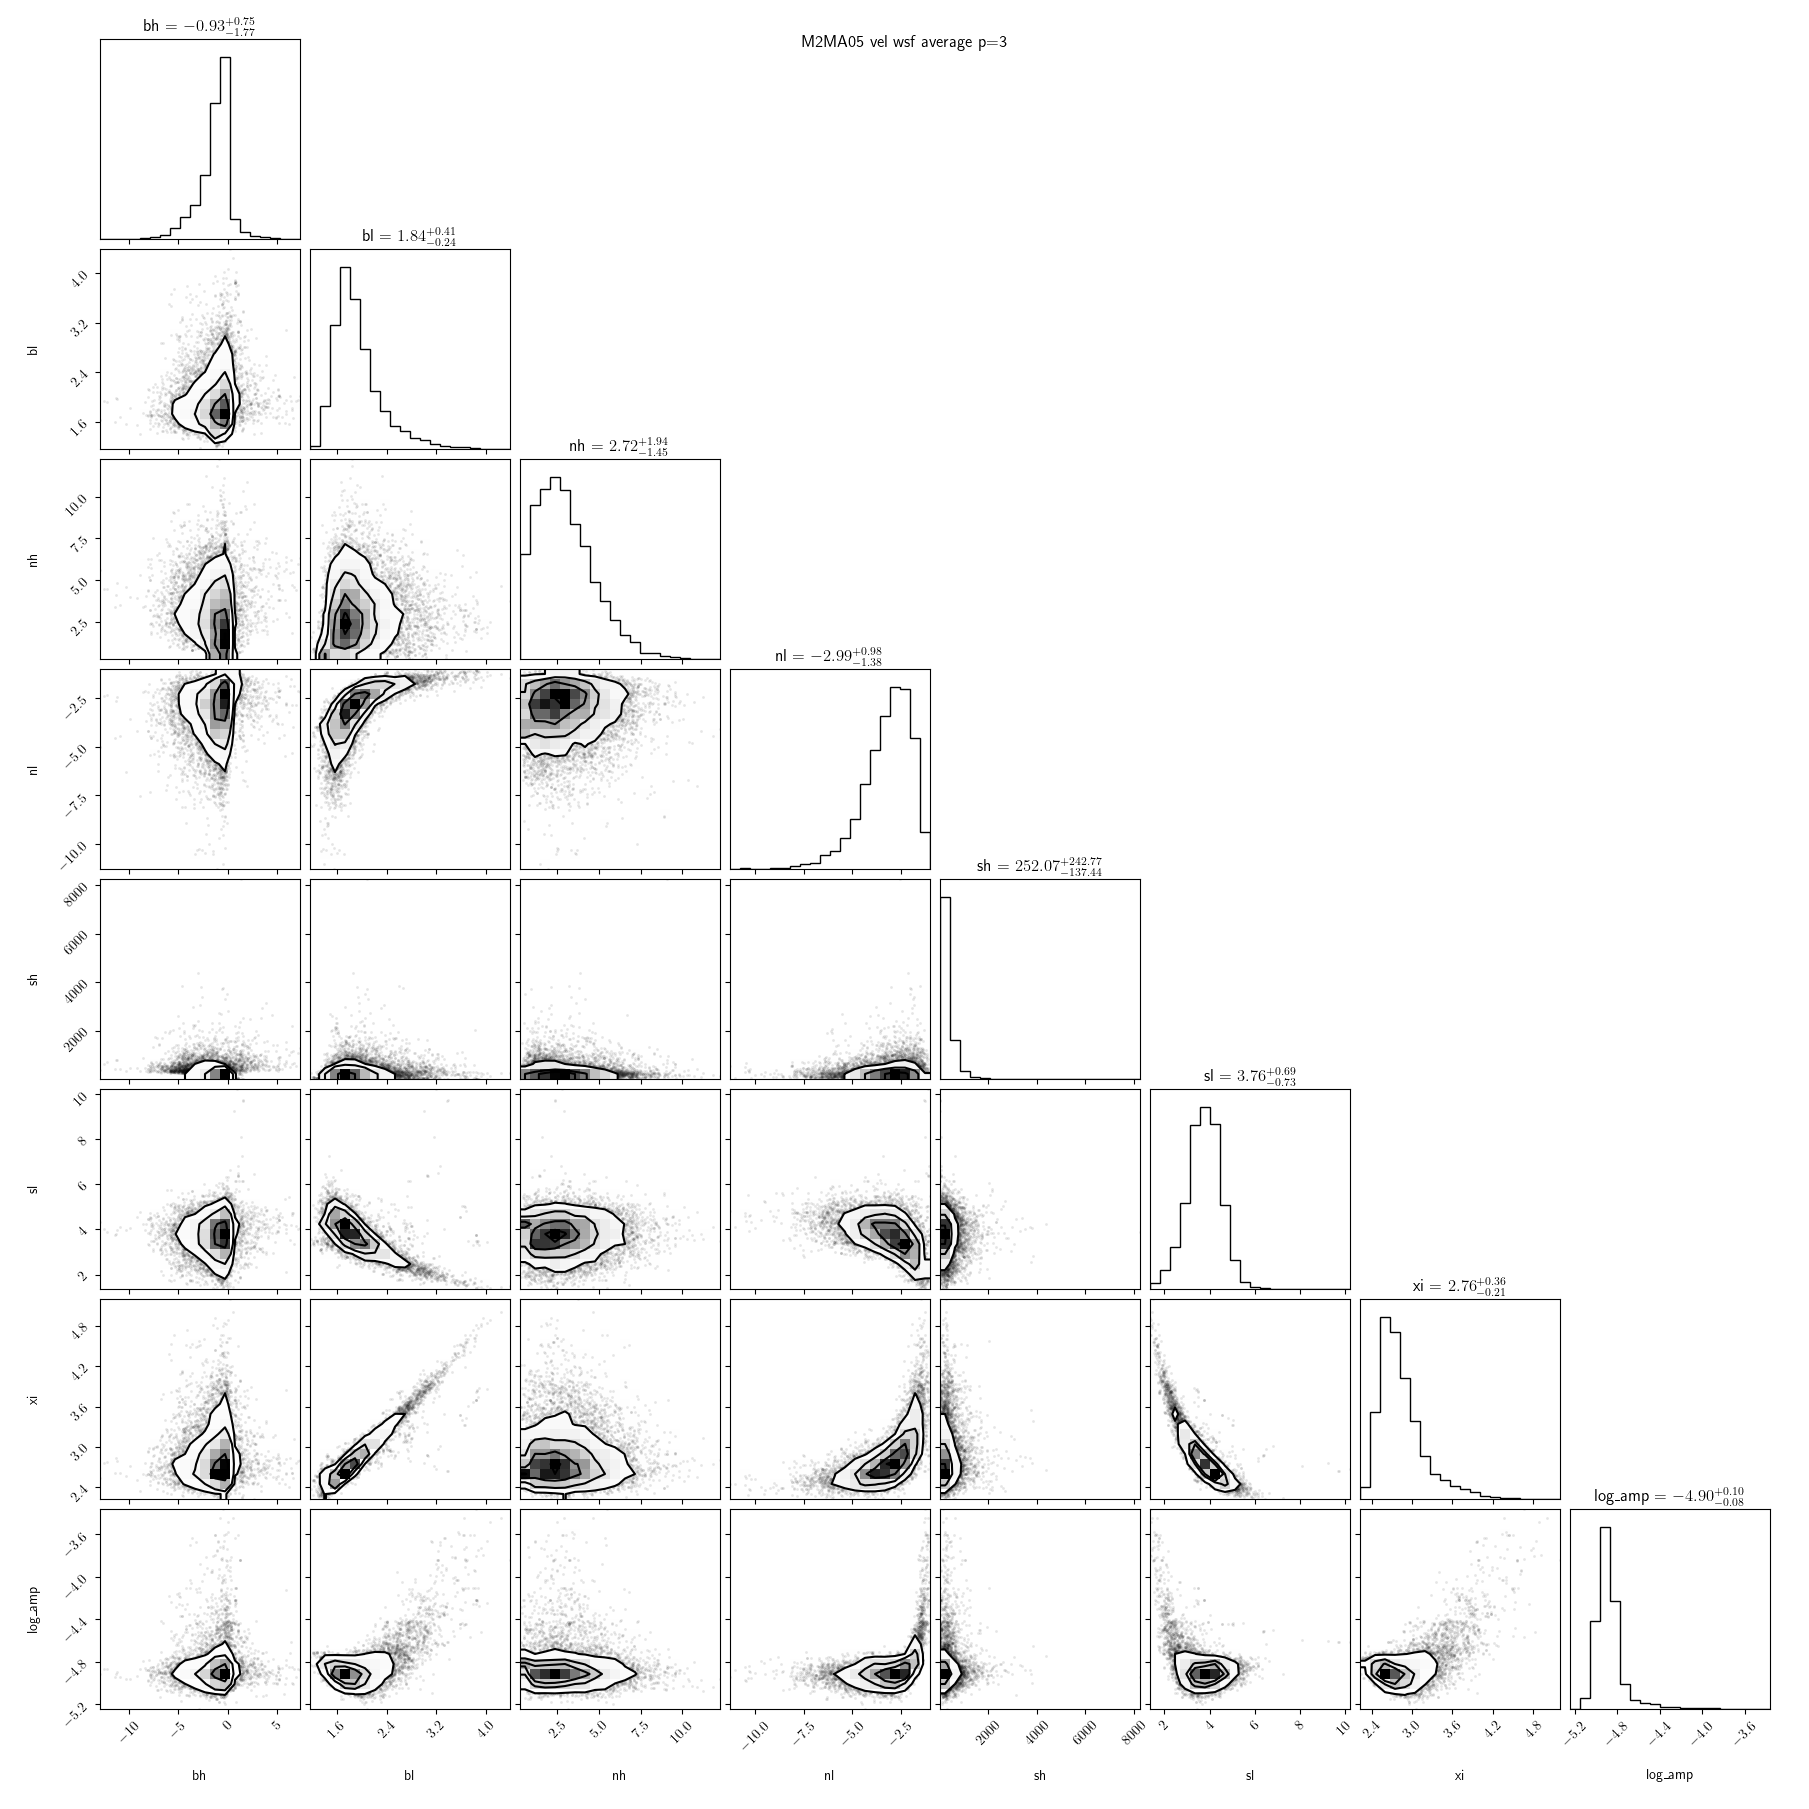 M2MA05 vel wsf average p=3
bh = −0.93+0.75 −1.77
bl = 1.84+0.41 −0.24
bl
4.0
3.2
2.4
1.6
nh = 2.72+1.94 −1.45
nh
10.0
7.5
5.0
2.5
nl = −2.99+0.98 −1.38
nl
−2.5
−5.0
−7.5
−10.0
sh = 252.07+242.77 −137.44
sh
8000
6000
4000
2000
sl = 3.76+0.69 −0.73
sl
10
8
6
4
2
xi = 2.76+0.36 −0.21
xi
4.8
4.2
3.6
3.0
2.4
log_amp = −4.90+0.10 −0.08
log_amp
−3.6
−4.0
−4.4
−4.8
−5.2
−10 −5 0 5 1.6 2.4 3.2 4.0 2.5 5.0 7.5 10.0 −10.0 −7.5 −5.0 −2.5 2000 4000 6000 8000 2 4 6 8 10 2.4 3.0 3.6 4.2 4.8 −5.2 −4.8 −4.4 −4.0 −3.6
bh bl nh nl sh sl xi log_amp